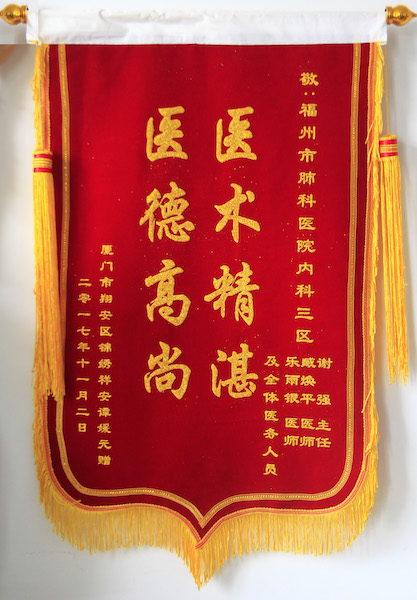 敬:福州市肺科医院内科三区
谢强主任
臧焕平医师
乐雨银医师
及全体医务人员
医术精湛
医德高尚
厦门市翔安区锦绣祥安谭煖元赠
二零一七年十一月二日